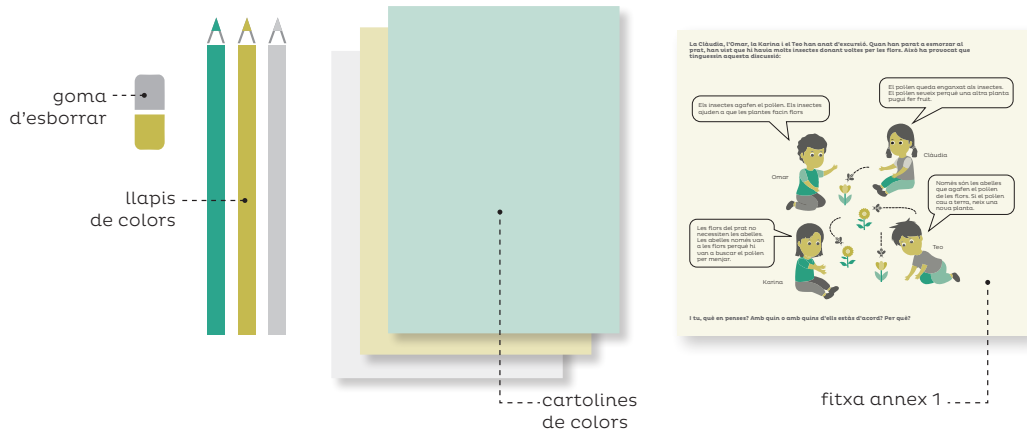 goma
d'esborrar
llapis
de colors
cartolines
de colors
La Clàudia, l'Omar, la Karina i el Teo han anat d'escursió. Quan han parat a esmorzar al
prat, han vist que hi havia molts insectes donant voltes per les flors. Això ha provocat que
tinguessin aquesta discussió:
Els insectes agafen el pol·len. Els insectes
ajuden a que les plantes facin flors
El pol·len queda enganxat als insectes.
El pol·len seueix perquè una altra planta
pugui fer fruit.
Omar
Clàudia
Les flors del prat no
necessiten les abelles.
Les abelles només van
a les flors perquè hi
van a buscar el pol·len
per menjar.
Només són les abelles
que agafen el pol·len
de les flors. Si el pol·len
cau a terra, neix una
nova planta.
Karina
Teo
I tu, què en penses? Amb quin o amb quins d'ells estàs d'acord? Per què?
fitxa annex 1